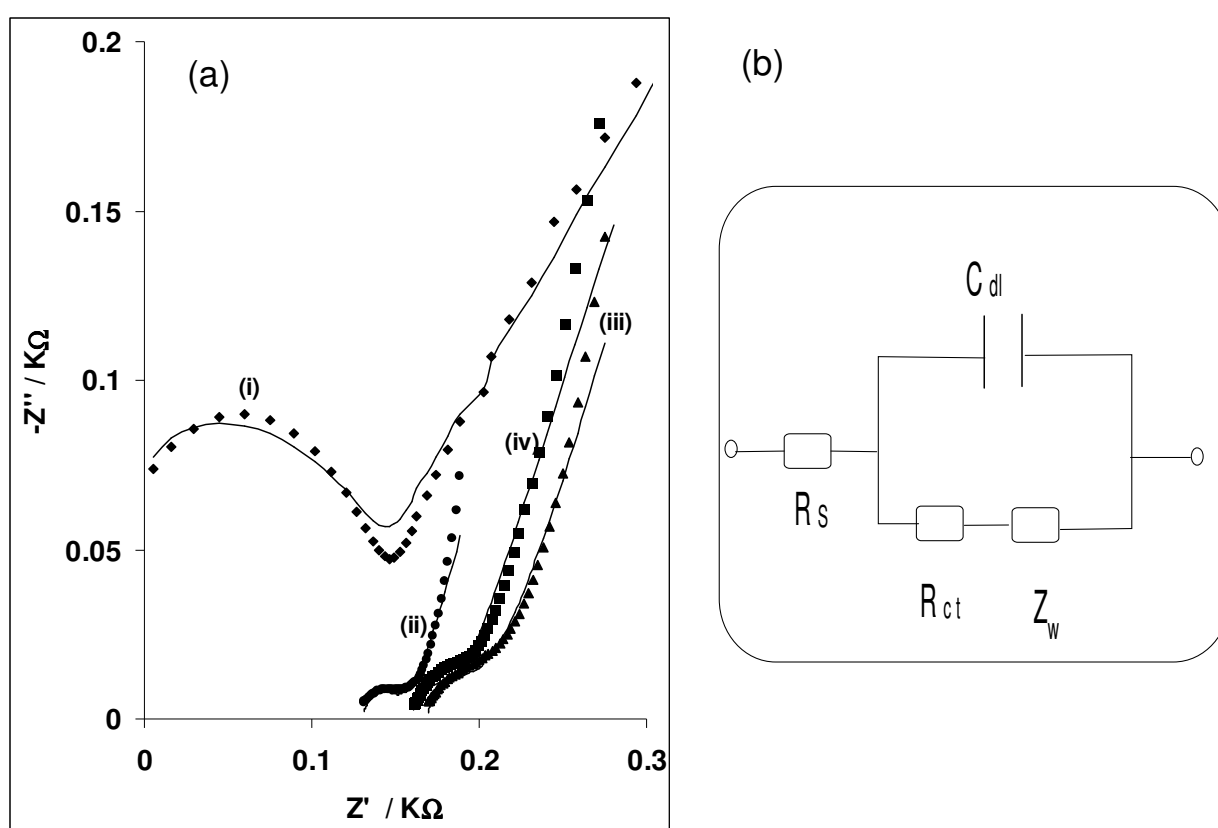 (a)
0.2
0.15
0.1
0.05
0
-Z'' / KΩ
(i)
(ii)
(iii)
(iv)
0
0.1
0.2
0.3
Z' / KΩ
(b)
C dl
R s
R ct
Z w